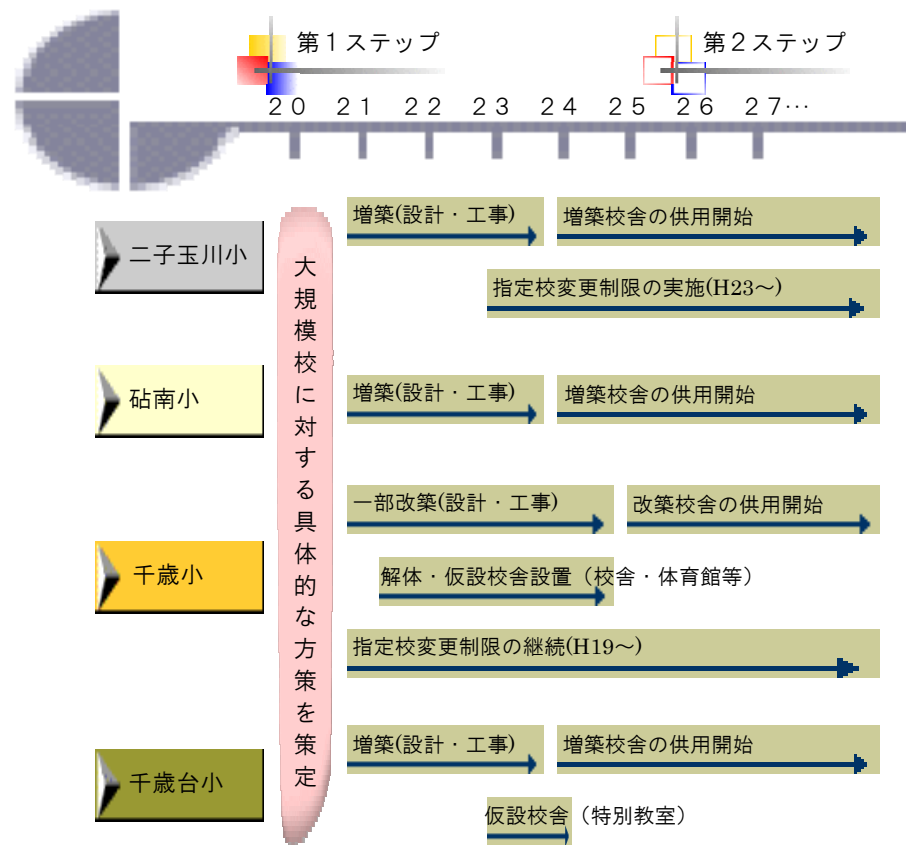 第１ステップ
第２ステップ
２０ ２１ ２２ ２３ ２４ ２５ ２６ ２７…
大規模校に対する具体的な方策を策定
二子玉川小
増築(設計・工事)
増築校舎の供用開始
指定校変更制限の実施(H23～)
砧南小
増築(設計・工事)
増築校舎の供用開始
千歳小
一部改築(設計・工事)
改築校舎の供用開始
解体・仮設校舎設置（校舎・体育館等）
指定校変更制限の継続(H19～)
千歳台小
増築(設計・工事)
増築校舎の供用開始
仮設校舎（特別教室）